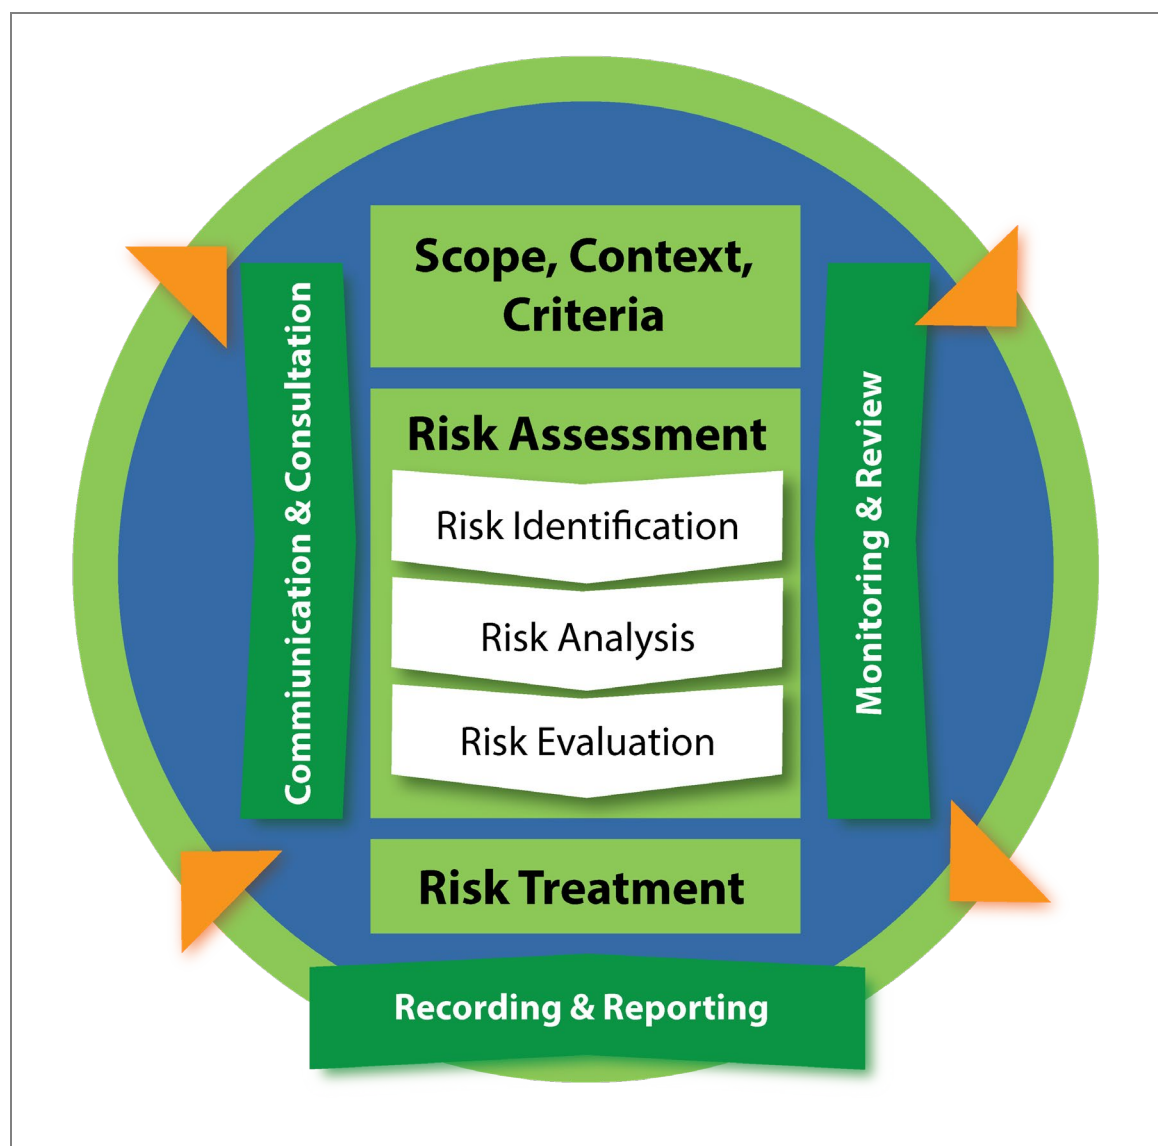 Scope, Context,
Criteria
Risk Assessment
Risk Identification
Risk Analysis
Risk Evaluation
Risk Treatment
Commiunication & Consultation
Monitoring & Review
Recording & Reporting